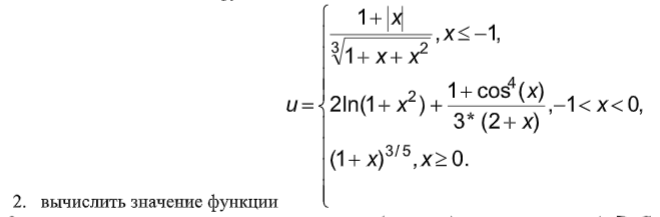 u = { (1+|x|)/∛(1+x+x²), x ≤ −1,
2ln(1+x²) + (1+cos⁴(x))/(3*(2+x)), −1 < x < 0,
(1+x)^{3/5}, x ≥ 0.
2. вычислить значение функции